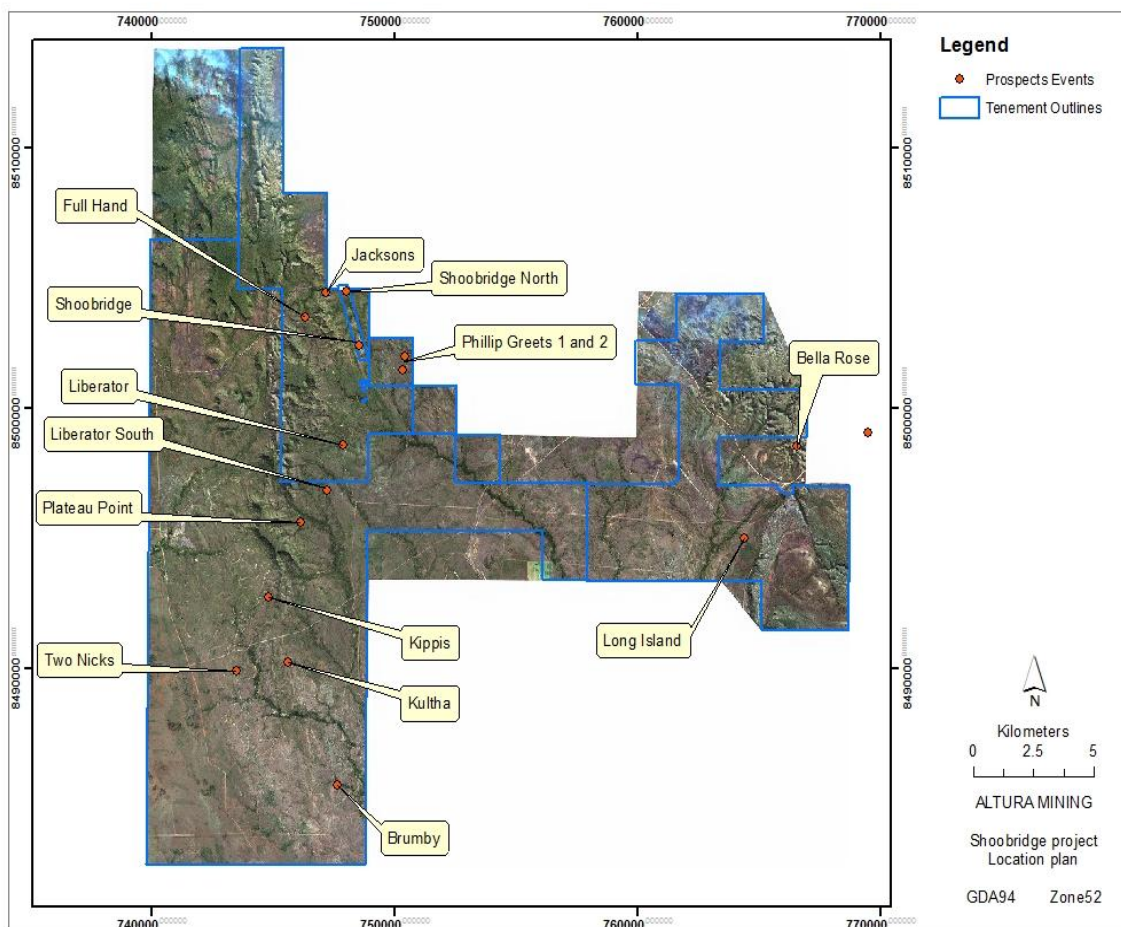 740000 750000 760000 770000
Legend
Prospects Events
Tenement Outlines
8510000
8510000
Full Hand
Jacksons
Shoobridge North
Shoobridge
Phillip Greets 1 and 2
Bella Rose
Liberator
8500000
8500000
Liberator South
Plateau Point
Long Island
Kippis
Two Nicks
Kultha
8490000
8490000
Brumby
N
Kilometers
0 2.5 5
ALTURA MINING
Shoobridge project
Location plan
GDA94 Zone52
740000 750000 760000 770000